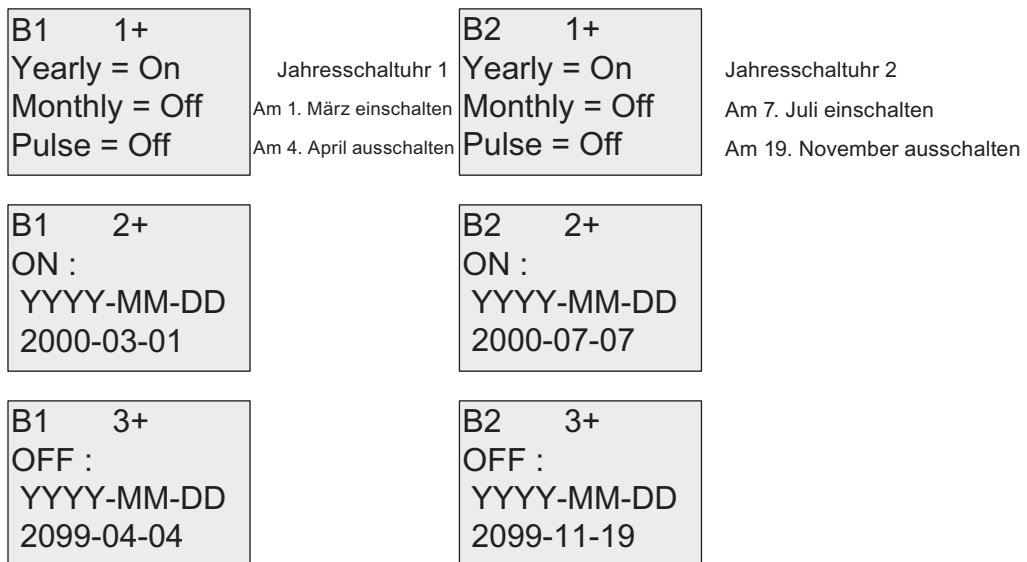 B1 1+
Yearly = On
Monthly = Off
Pulse = Off
Jahresschaltuhr 1
Am 1. März einschalten
Am 4. April ausschalten
B2 1+
Yearly = On
Monthly = Off
Pulse = Off
Jahresschaltuhr 2
Am 7. Juli einschalten
Am 19. November ausschalten
B1 2+
ON :
YYYY-MM-DD
2000-03-01
B2 2+
ON :
YYYY-MM-DD
2000-07-07
B1 3+
OFF :
YYYY-MM-DD
2099-04-04
B2 3+
OFF :
YYYY-MM-DD
2099-11-19